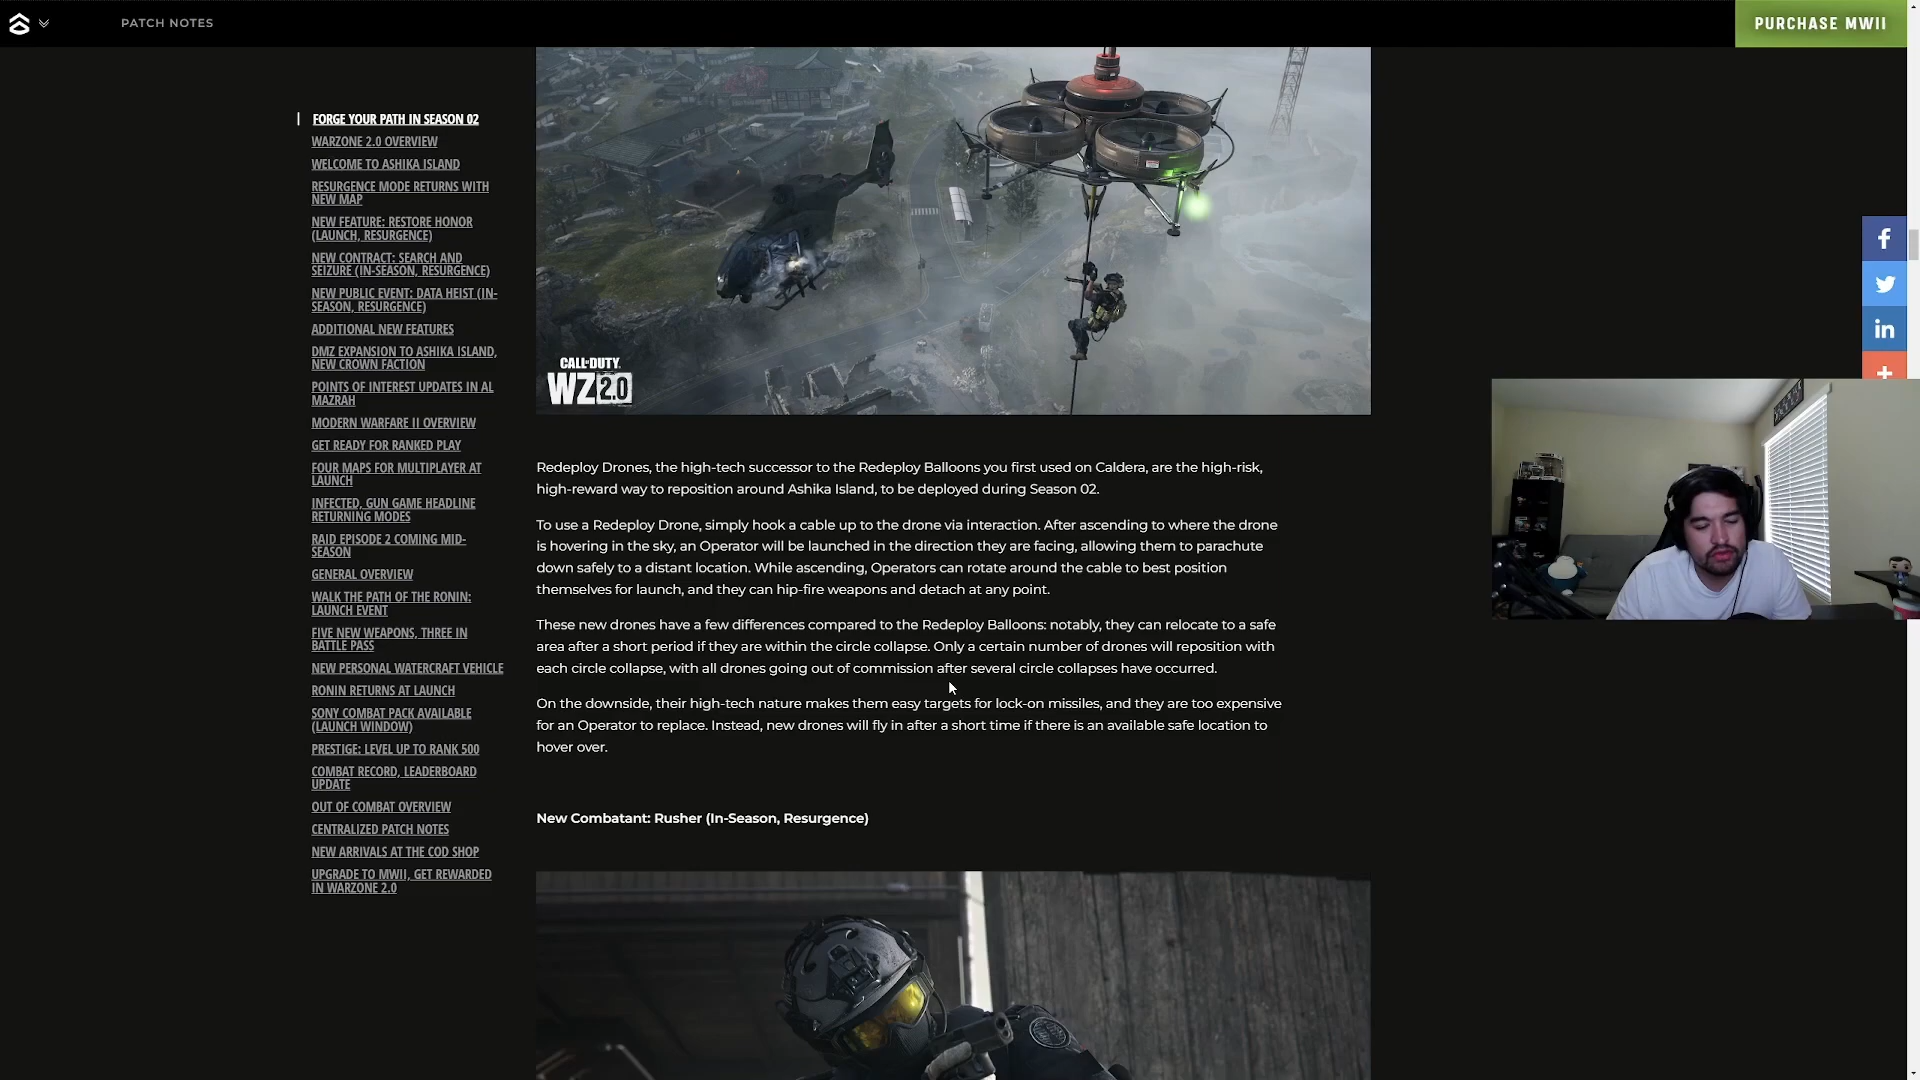 PATCH NOTES
PURCHASE MWII
FORGE YOUR PATH IN SEASON 02
WARZONE 2.0 OVERVIEW
WELCOME TO ASHIKA ISLAND
RESURGENCE MODE RETURNS WITH
NEW MAP
NEW FEATURE: RESTORE HONOR
(LAUNCH, RESURGENCE)
NEW CONTRACT: SEARCH AND
SEIZURE (IN-SEASON, RESURGENCE)
NEW PUBLIC EVENT: DATA HEIST (IN-
SEASON, RESURGENCE)
ADDITIONAL NEW FEATURES
DMZ EXPANSION TO ASHIKA ISLAND,
NEW CROWN FACTION
POINTS OF INTEREST UPDATES IN AL
MAZRAH
MODERN WARFARE II OVERVIEW
GET READY FOR RANKED PLAY
FOUR MAPS FOR MULTIPLAYER AT
LAUNCH
INFECTED, GUN GAME HEADLINE
RETURNING MODES
RAID EPISODE 2 COMING MID-
SEASON
GENERAL OVERVIEW
WALK THE PATH OF THE RONIN:
LAUNCH EVENT
FIVE NEW WEAPONS, THREE IN
BATTLE PASS
NEW PERSONAL WATERCRAFT VEHICLE
RONIN RETURNS AT LAUNCH
SONY COMBAT PACK AVAILABLE
(LAUNCH WINDOW)
PRESTIGE: LEVEL UP TO RANK 500
COMBAT RECORD, LEADERBOARD
UPDATE
OUT OF COMBAT OVERVIEW
CENTRALIZED PATCH NOTES
NEW ARRIVALS AT THE COD SHOP
UPGRADE TO MWII, GET REWARDED
IN WARZONE 2.0
CALL OF DUTY
WZ 2.0
Redeploy Drones, the high-tech successor to the Redeploy Balloons you first used on Caldera, are the high-risk,
high-reward way to reposition around Ashika Island, to be deployed during Season 02.
To use a Redeploy Drone, simply hook a cable up to the drone via interaction. After ascending to where the drone
is hovering in the sky, an Operator will be launched in the direction they are facing, allowing them to parachute
down safely to a distant location. While ascending, Operators can rotate around the cable to best position
themselves for launch, and they can hip-fire weapons and detach at any point.
These new drones have a few differences compared to the Redeploy Balloons: notably, they can relocate to a safe
area after a short period if they are within the circle collapse. Only a certain number of drones will reposition with
each circle collapse, with all drones going out of commission after several circle collapses have occurred.
On the downside, their high-tech nature makes them easy targets for lock-on missiles, and they are too expensive
for an Operator to replace. Instead, new drones will fly in after a short time if there is an available safe location to
hover over.
New Combatant: Rusher (In-Season, Resurgence)